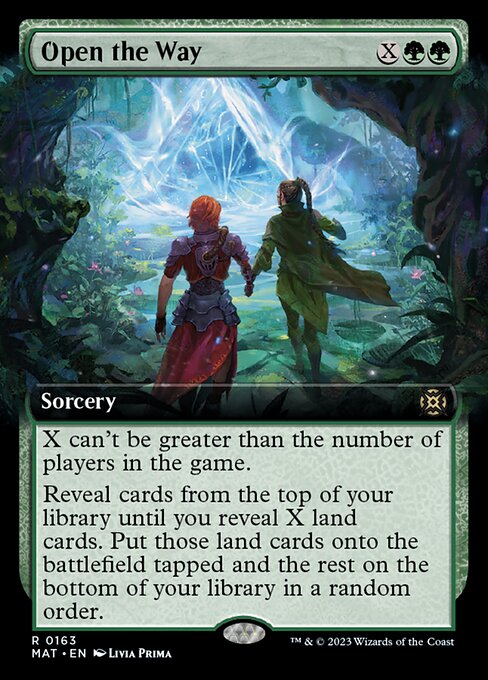 Open the Way X
Sorcery
X can't be greater than the number of
players in the game.
Reveal cards from the top of your
library until you reveal X land
cards. Put those land cards onto the
battlefield tapped and the rest on the
bottom of your library in a random
order.
R 0163 ™ & © 2023 Wizards of the Coast
MAT • EN Livia Prima